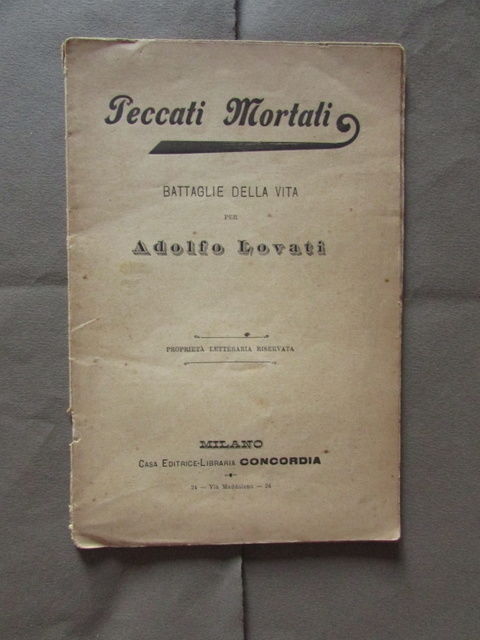 Peccati Mortali
BATTAGLIE DELLA VITA
PER
Adolfo Lovati
PROPRIETÀ LETTERARIA RISERVATA
MILANO
CASA EDITRICE-LIBRARIA CONCORDIA
24 — Via Maddalena — 24